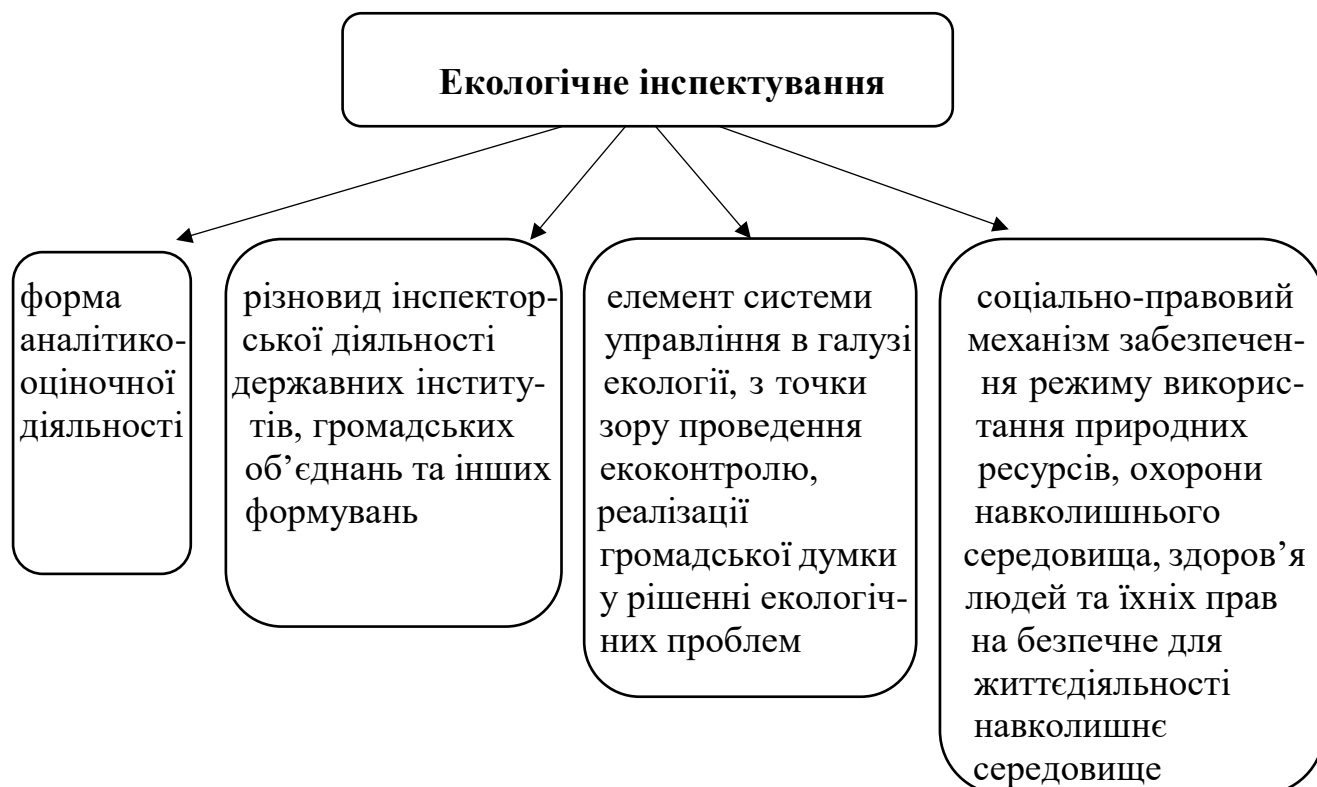 Екологічне інспектування
форма
аналітико-
оціночної
діяльності
різновид інспектор-
ської діяльності
державних інститу-
тів, громадських
об’єднань та інших
формувань
елемент системи
управління в галузі
екології, з точки
зору проведення
екоконтролю,
реалізації
громадської думки
у рішенні екологіч-
них проблем
соціально-правовий
механізм забезпечен-
ня режиму викорис-
тання природних
ресурсів, охорони
навколишнього
середовища, здоров’я
людей та їхніх прав
на безпечне для
життєдіяльності
навколишнє
середовище